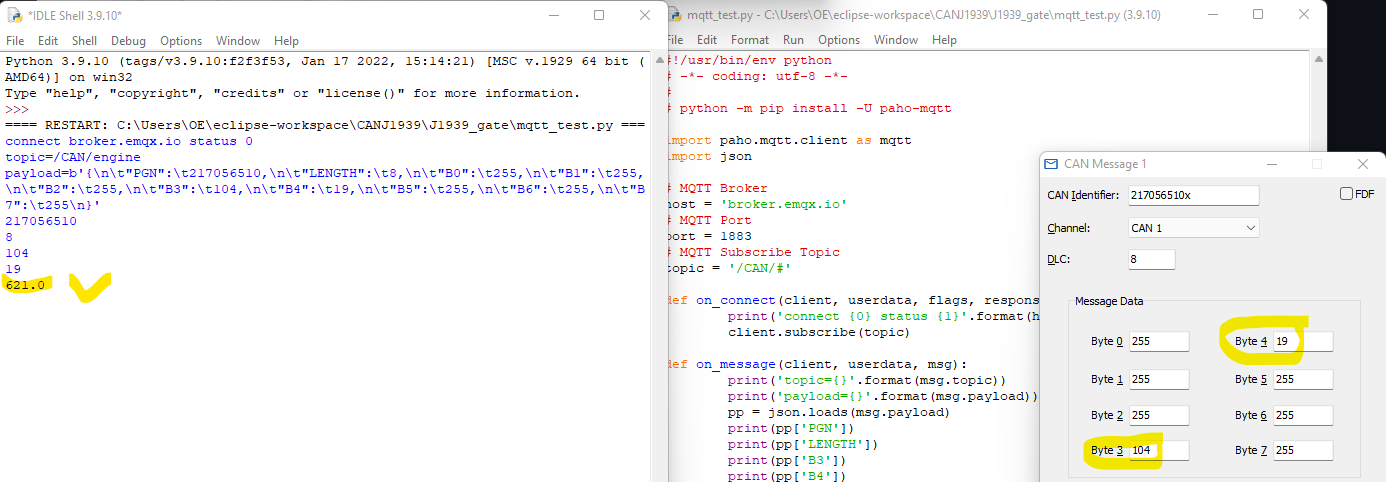 *IDLE Shell 3.9.10*
File Edit Shell Debug Options Window Help
Python 3.9.10 (tags/v3.9.10:f2f3f53, Jan 17 2022, 15:14:21) [MSC v.1929 64 bit (
AMD64)] on win32
Type "help", "copyright", "credits" or "license()" for more information.
>>>
==== RESTART: C:\Users\OE\eclipse-workspace\CANJ1939\J1939_gate\mqtt_test.py ===
connect broker.emqx.io status 0
topic=/CAN/engine
payload=b'{\n\t"PGN":\t217056510,\n\t"LENGTH":\t8,\n\t"B0":\t255,\n\t"B1":\t255,
\n\t"B2":\t255,\n\t"B3":\t104,\n\t"B4":\t19,\n\t"B5":\t255,\n\t"B6":\t255,\n\t"B
7":\t255\n}'
217056510
8
104
19
621.0
mqtt_test.py - C:\Users\OE\eclipse-workspace\CANJ1939\J1939_gate\mqtt_test.py (3.9.10)
File Edit Format Run Options Window Help
#!/usr/bin/env python
# -*- coding: utf-8 -*-
#
# python -m pip install -U paho-mqtt
import paho.mqtt.client as mqtt
import json
# MQTT Broker
host = 'broker.emqx.io'
# MQTT Port
port = 1883
# MQTT Subscribe Topic
topic = '/CAN/#'
def on_connect(client, userdata, flags, respons
print('connect {0} status {1}'.format(h
client.subscribe(topic)
def on_message(client, userdata, msg):
print('topic={}'.format(msg.topic))
print('payload={}'.format(msg.payload))
pp = json.loads(msg.payload)
print(pp['PGN'])
print(pp['LENGTH'])
print(pp['B3'])
print(pp['B4'])
CAN Message 1
CAN Identifier: 217056510x FDF
Channel: CAN 1
DLC: 8
Message Data
Byte 0 255 Byte 4 19
Byte 1 255 Byte 5 255
Byte 2 255 Byte 6 255
Byte 3 104 Byte 7 255